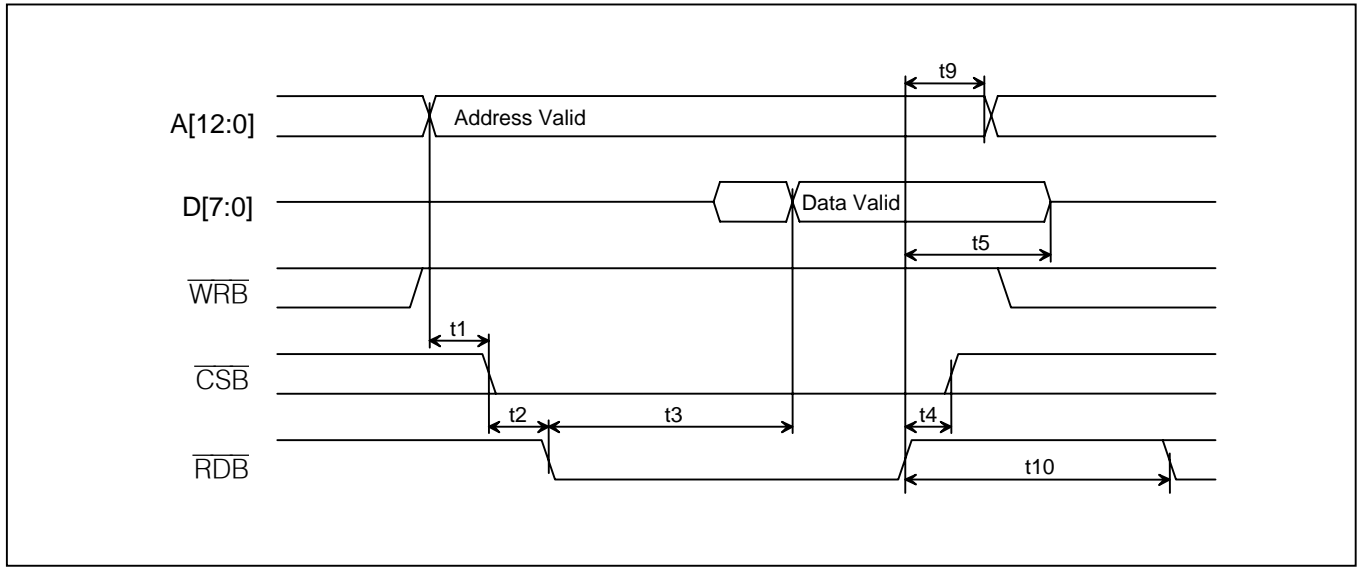 t9
A[12:0]
Address Valid
D[7:0]
Data Valid
t5
WRB
t1
CSB
t2
t3
t4
RDB
t10